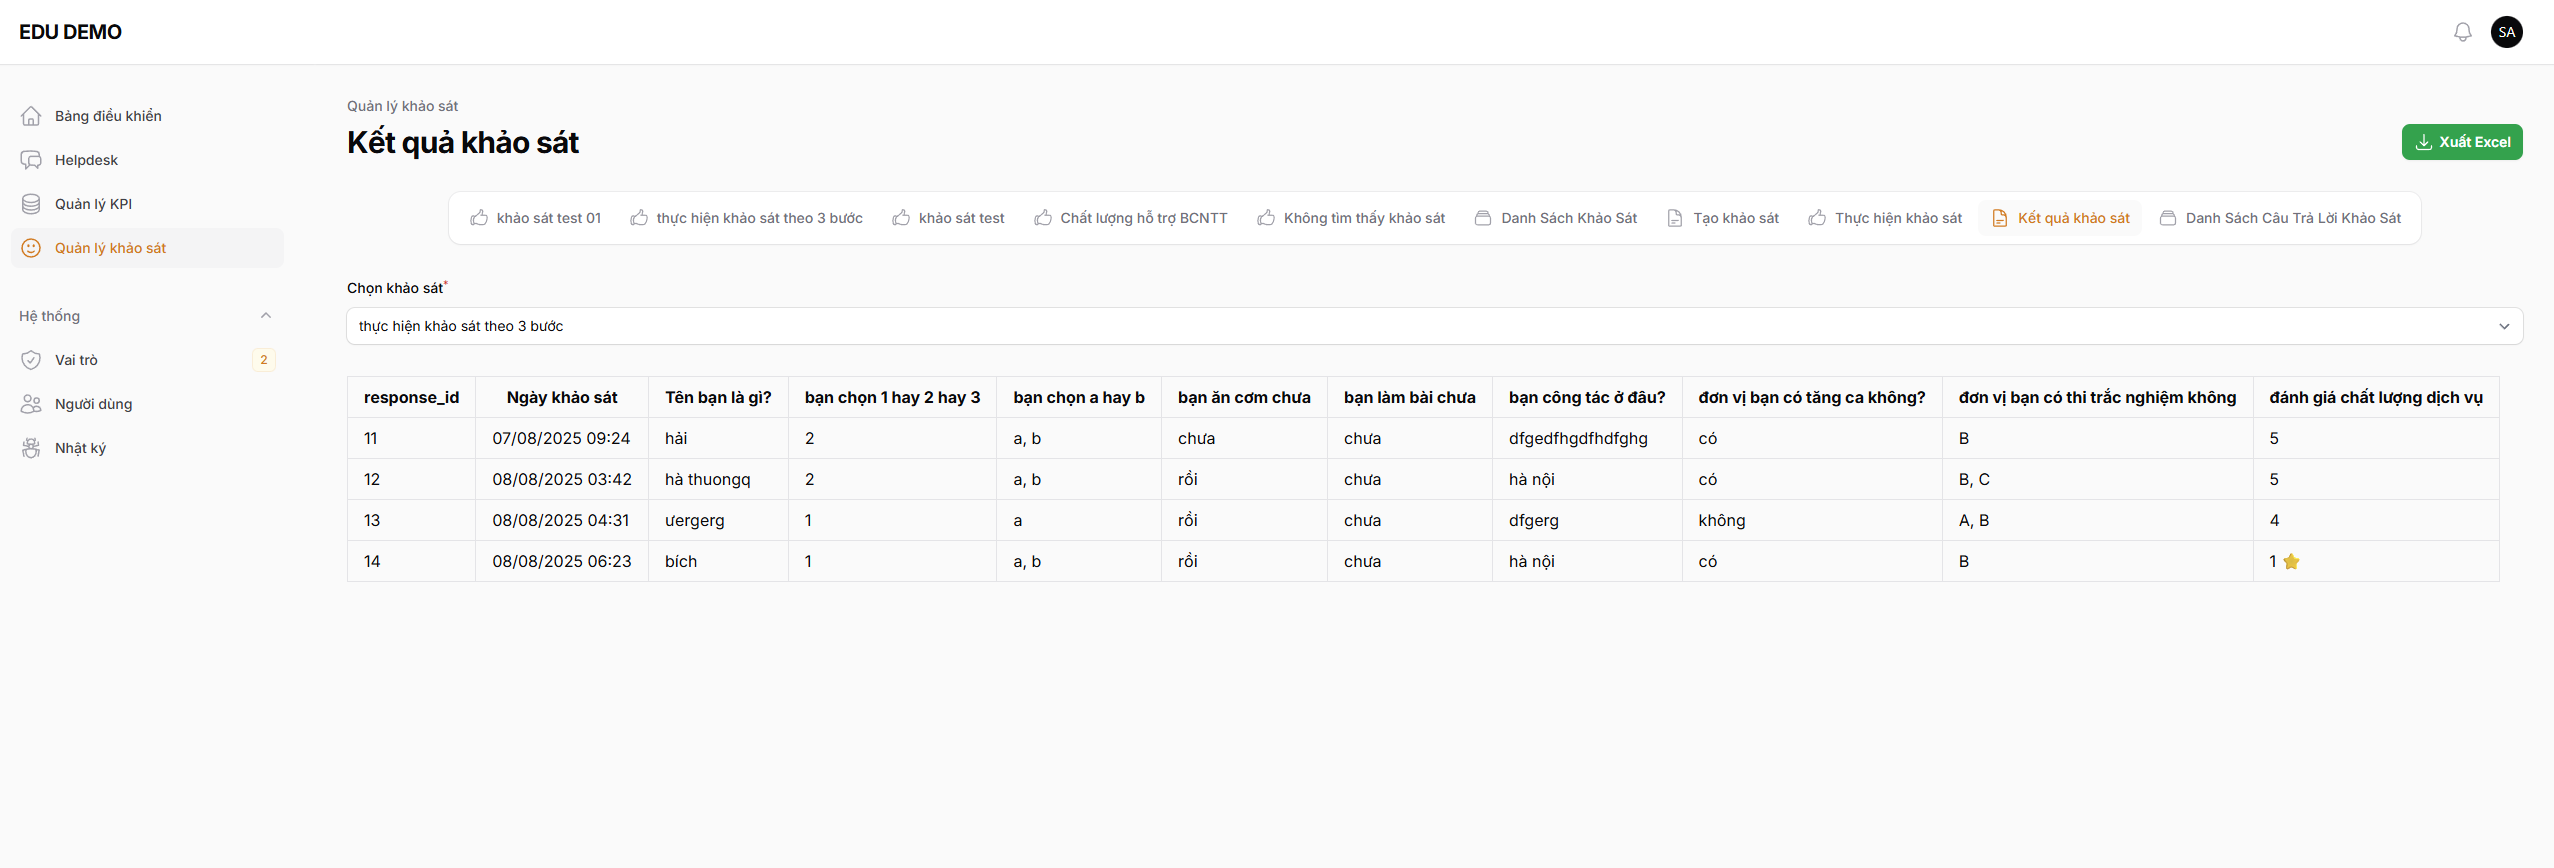 EDU DEMO
SA
Bảng điều khiển
Helpdesk
Quản lý KPI
Quản lý khảo sát
Hệ thống
Vai trò 2
Người dùng
Nhật ký
Quản lý khảo sát
Kết quả khảo sát
Xuất Excel
khảo sát test 01 thực hiện khảo sát theo 3 bước khảo sát test Chất lượng hỗ trợ BCNTT Không tìm thấy khảo sát Danh Sách Khảo Sát Tạo khảo sát Thực hiện khảo sát Kết quả khảo sát Danh Sách Câu Trả Lời Khảo Sát
Chọn khảo sát*
thực hiện khảo sát theo 3 bước
response_id Ngày khảo sát Tên bạn là gì? bạn chọn 1 hay 2 hay 3 bạn chọn a hay b bạn ăn cơm chưa bạn làm bài chưa bạn công tác ở đâu? đơn vị bạn có tăng ca không? đơn vị bạn có thi trắc nghiệm không đánh giá chất lượng dịch vụ
11 07/08/2025 09:24 hải 2 a, b chưa chưa dfgedfhgdfhdfghg có B 5
12 08/08/2025 03:42 hà thuongq 2 a, b rồi chưa hà nội có B, C 5
13 08/08/2025 04:31 ưergerg 1 a rồi chưa dfgerg không A, B 4
14 08/08/2025 06:23 bích 1 a, b rồi chưa hà nội có B 1 ⭐